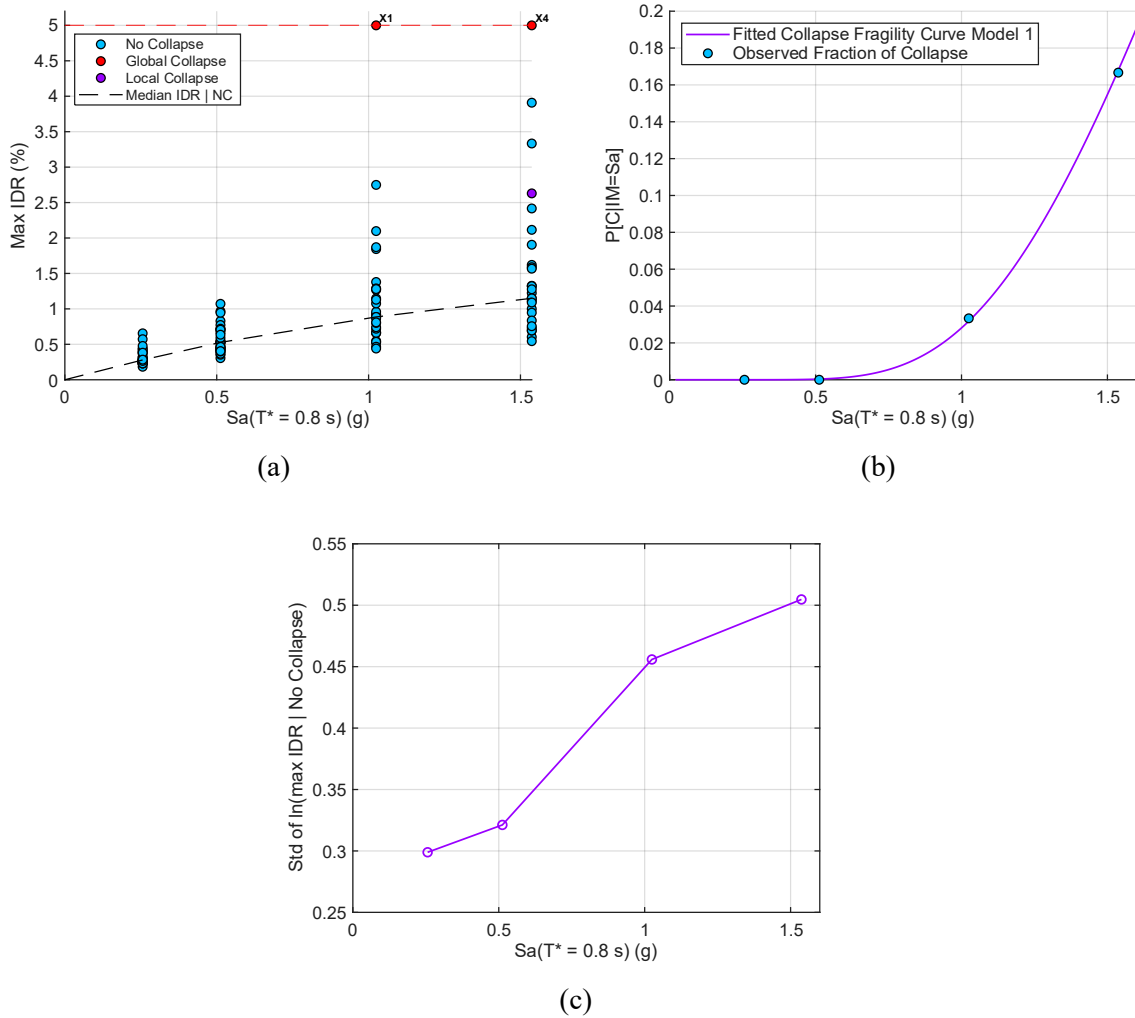 X1
X4
No Collapse
Global Collapse
Local Collapse
Median IDR | NC
Max IDR (%)
5
4.5
4
3.5
3
2.5
2
1.5
1
0.5
0
0
0.5
1
1.5
Sa(T* = 0.8 s) (g)
(a)
Fitted Collapse Fragility Curve Model 1
Observed Fraction of Collapse
P[C|IM=Sa]
0.2
0.18
0.16
0.14
0.12
0.1
0.08
0.06
0.04
0.02
0
0
0.5
1
1.5
Sa(T* = 0.8 s) (g)
(b)
Std of ln(max IDR | No Collapse)
0.55
0.5
0.45
0.4
0.35
0.3
0.25
0
0.5
1
1.5
Sa(T* = 0.8 s) (g)
(c)